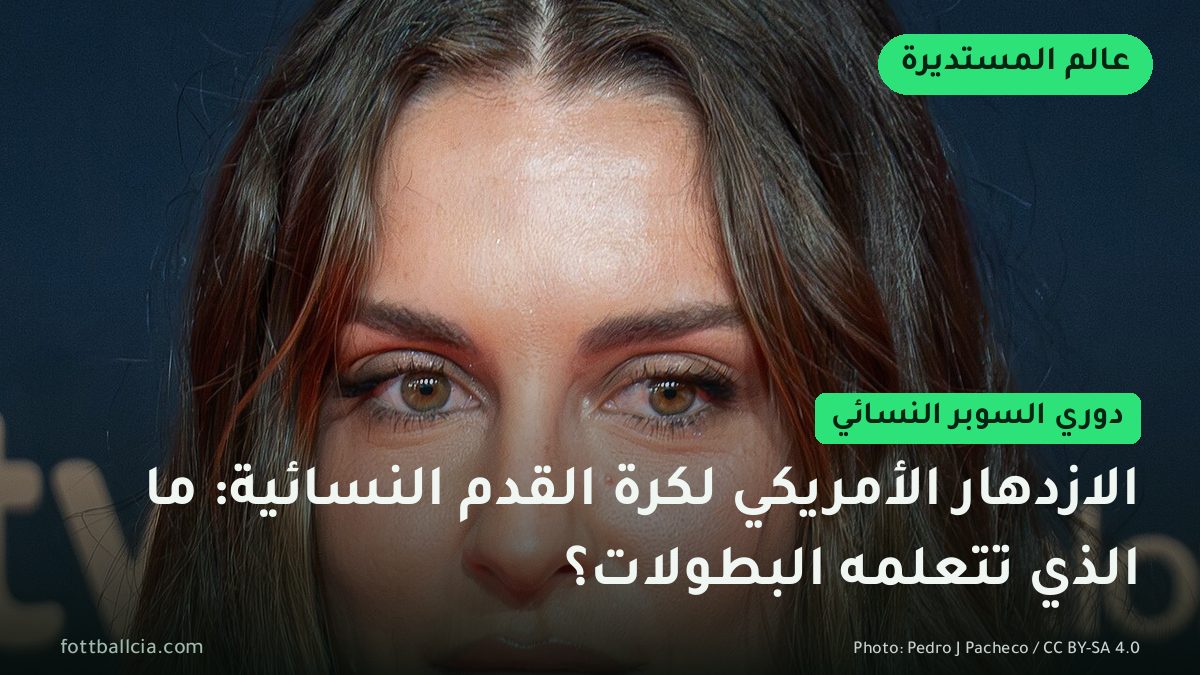 عالم المستديرة
دوري السوبر النسائي
الازدهار الأمريكي لكرة القدم النسائية: ما
الذي تتعلمه البطولات؟
fottballcia.com
Photo: Pedro J Pacheco / CC BY-SA 4.0